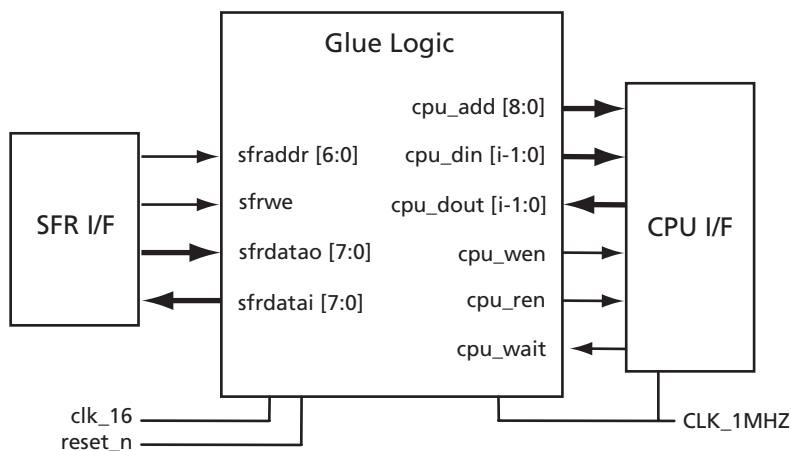 Glue Logic
SFR I/F
sfraddr [6:0]
sfrwe
sfrdatao [7:0]
sfrdatai [7:0]
cpu_add [8:0]
cpu_din [i-1:0]
cpu_dout [i-1:0]
cpu_wen
cpu_ren
cpu_wait
CPU I/F
clk_16
reset_n
CLK_1MHZ